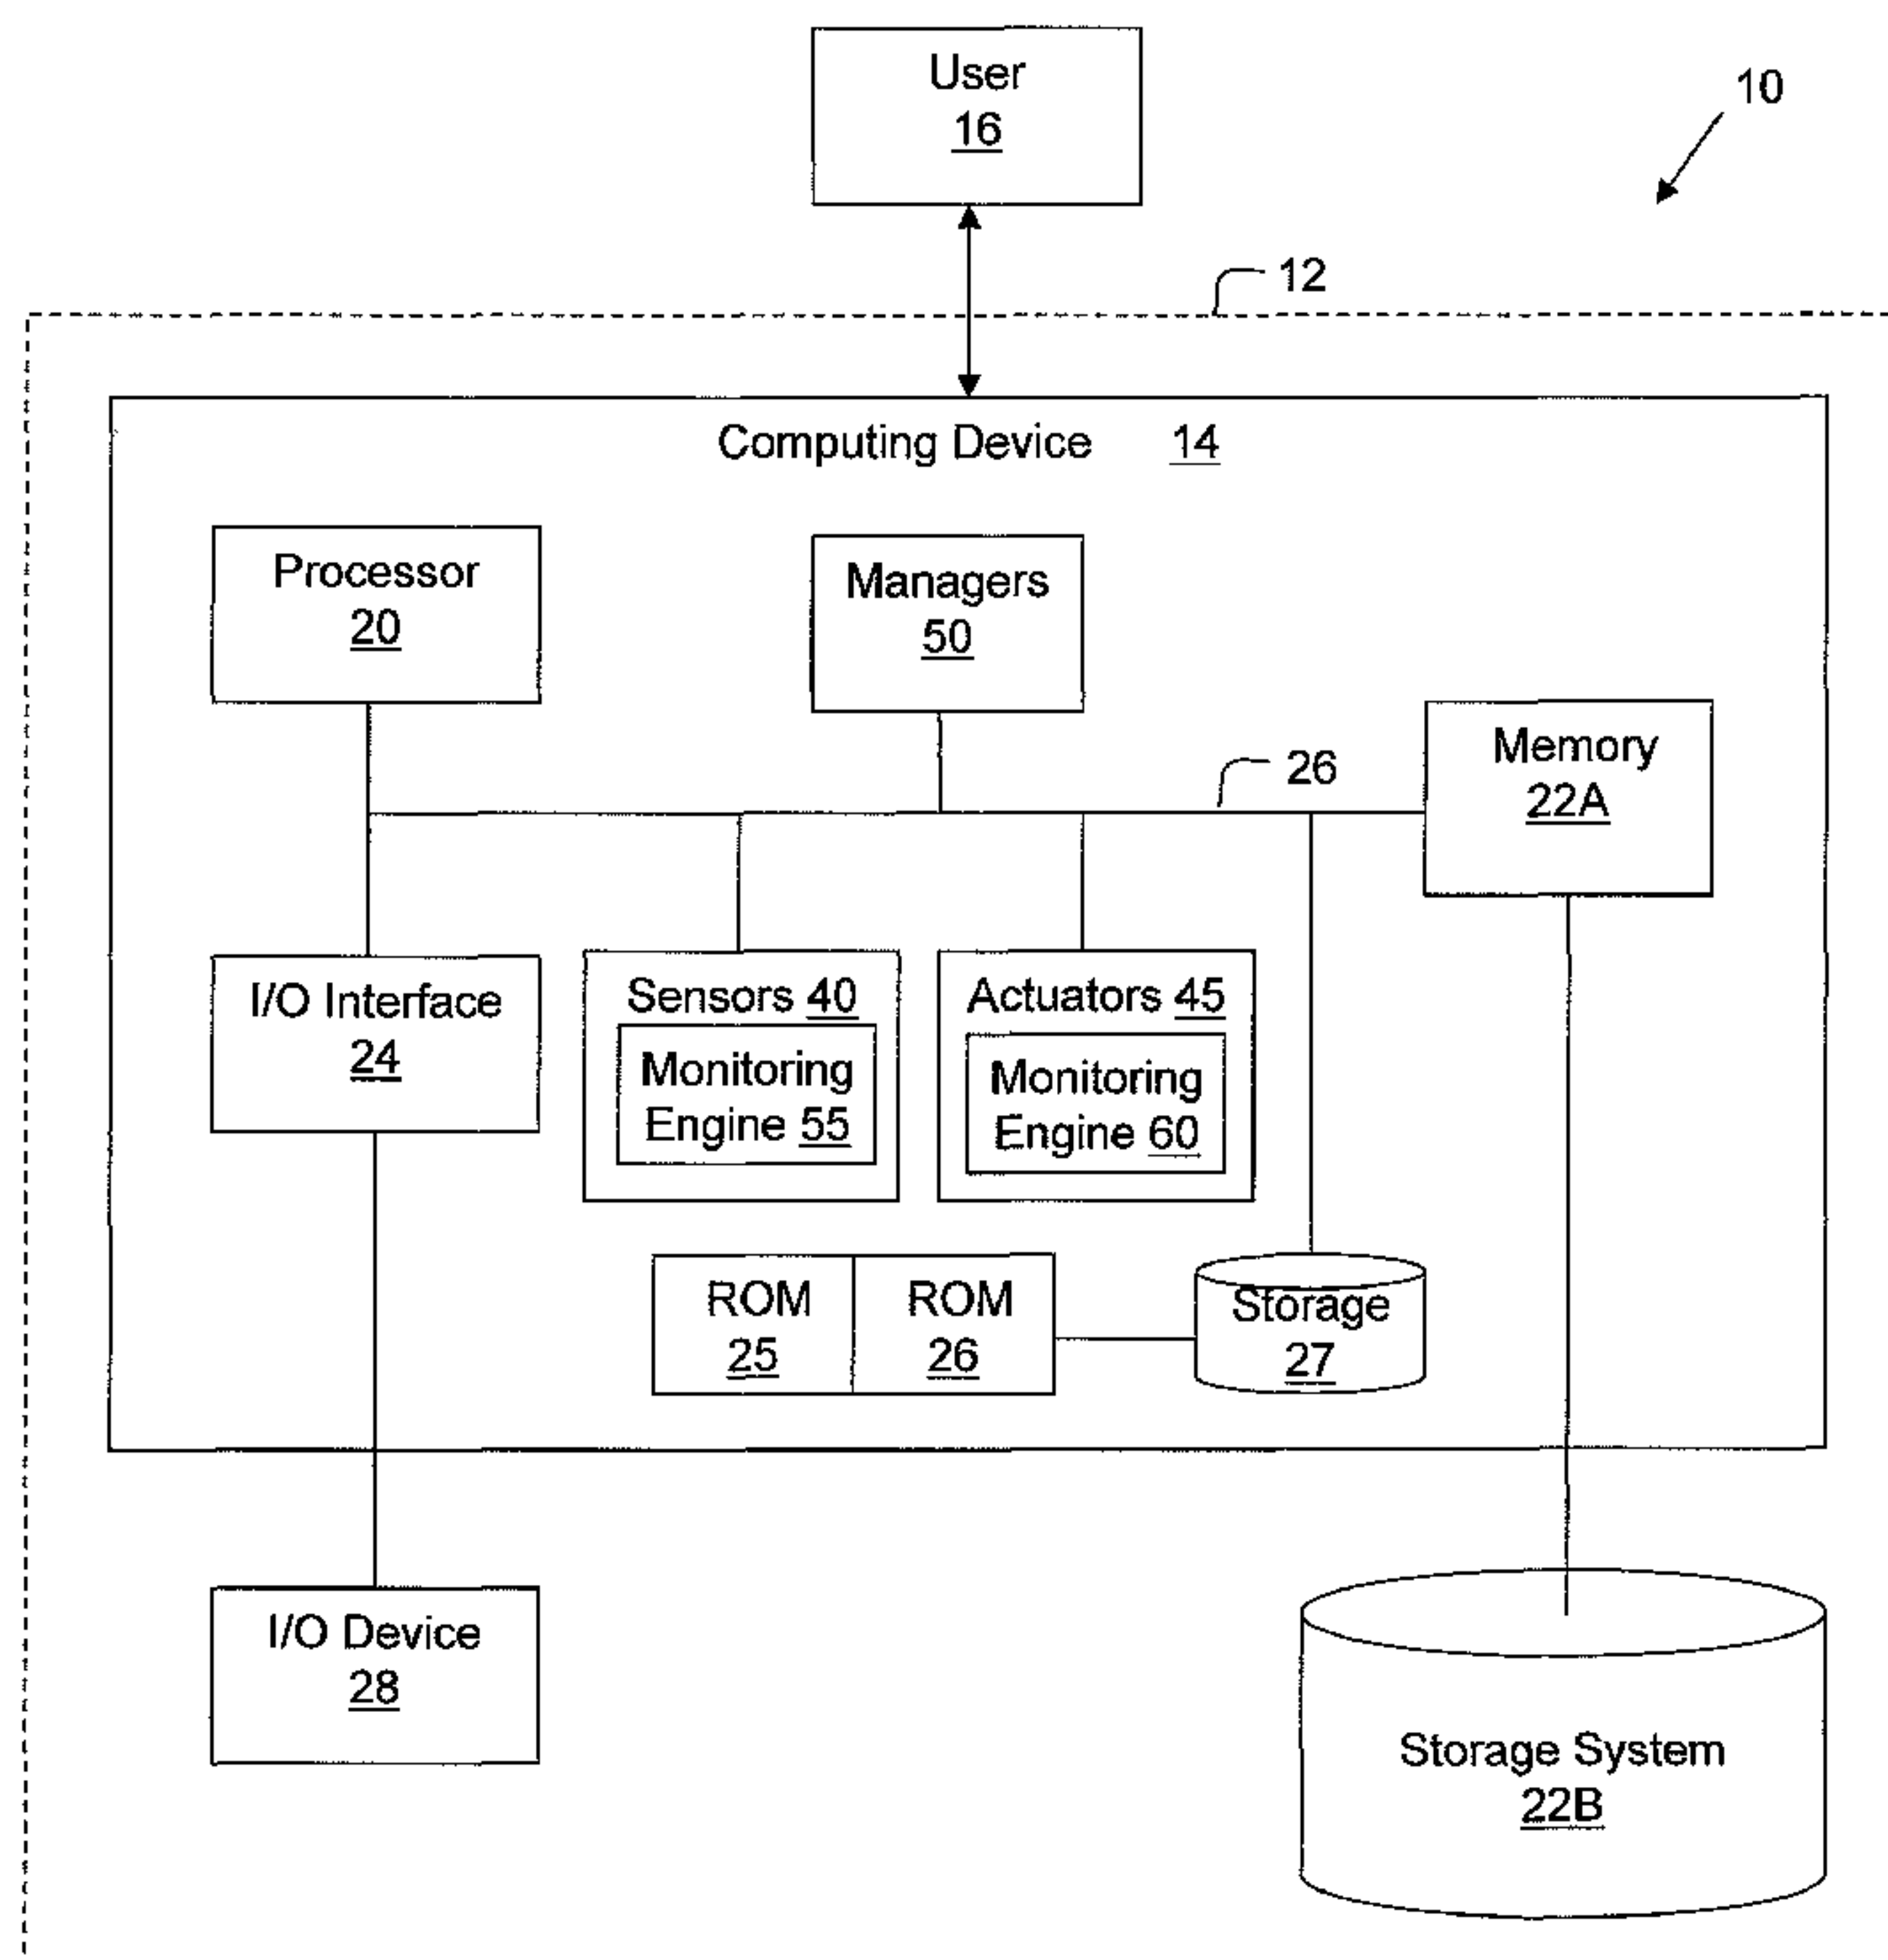 User
16
10
12
Computing Device 14
Processor
20
Managers
50
Memory
22A
26
I/O Interface
24
Sensors 40
Monitoring
Engine 55
Actuators 45
Monitoring
Engine 60
ROM
25
ROM
26
Storage
27
I/O Device
28
Storage System
22B